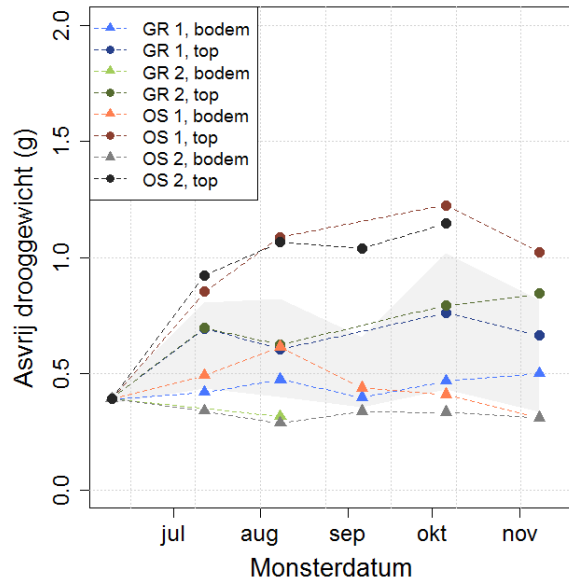 2.0
1.5
1.0
0.5
0.0
Asvrij drooggewicht (g)
GR 1, bodem
GR 1, top
GR 2, bodem
GR 2, top
OS 1, bodem
OS 1, top
OS 2, bodem
OS 2, top
jul aug sep okt nov
Monsterdatum